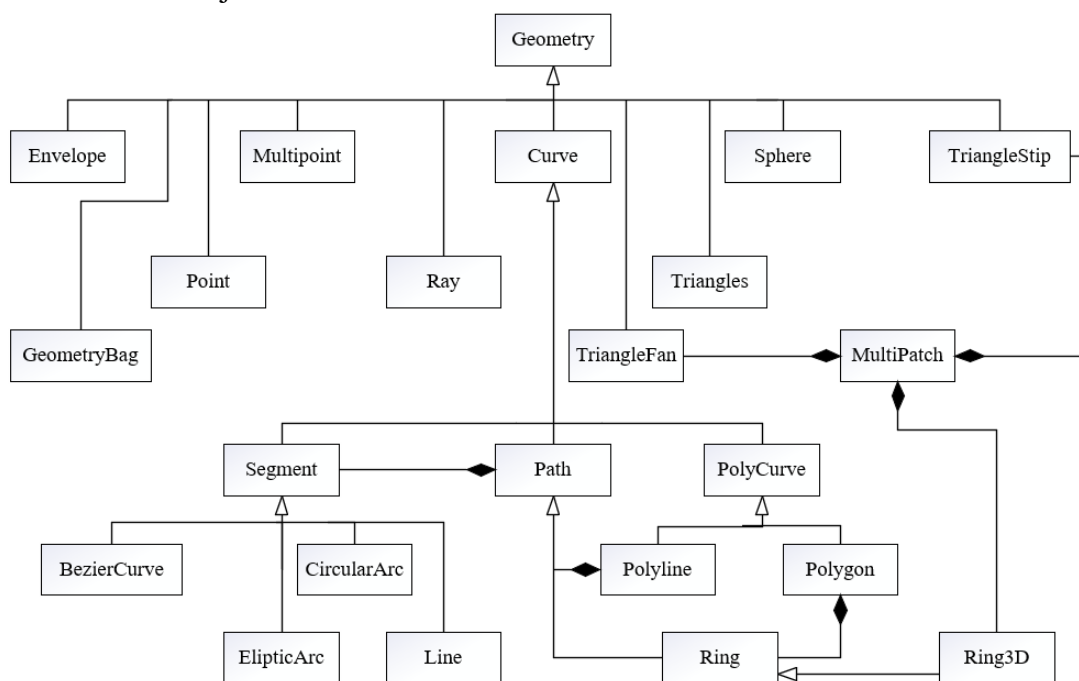 Geometry
Envelope
Multipoint
Curve
Sphere
TriangleStip
Point
Ray
Triangles
GeometryBag
TriangleFan
MultiPatch
Segment
Path
PolyCurve
BezierCurve
CircularArc
Polyline
Polygon
ElipticArc
Line
Ring
Ring3D